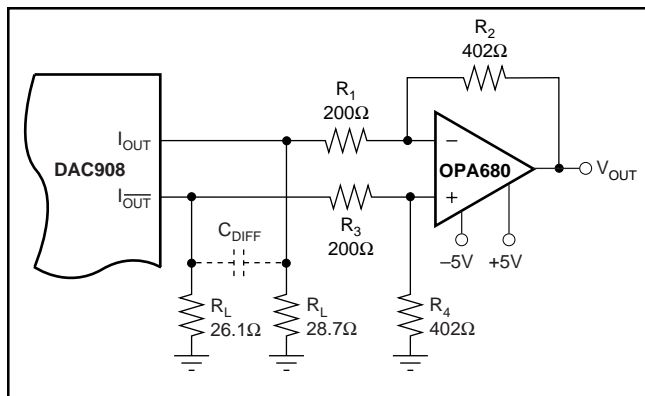 R2
402Ω
R1
200Ω
IOUT
–
DAC908
OPA680
VOUT
IOUT
+
R3
200Ω
CDIFF
–5V
+5V
RL
26.1Ω
RL
28.7Ω
R4
402Ω